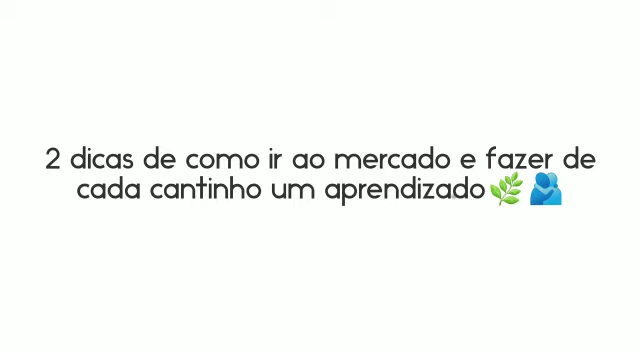 2 dicas de como ir ao mercado e fazer de
cada cantinho um aprendizado🌿🫂